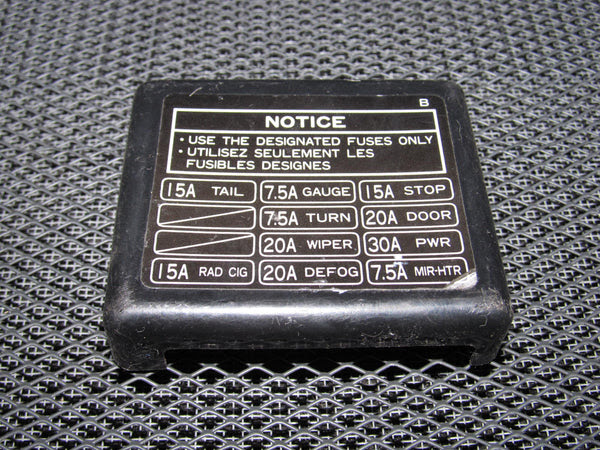 B
NOTICE
• USE THE DESIGNATED FUSES ONLY
• UTILISEZ SEULEMENT LES
FUSIBLES DESIGNES
15A TAIL 7.5A GAUGE 15A STOP
7.5A TURN 20A DOOR
20A WIPER 30A PWR
15A RAD CIG 20A DEFOG 7.5A MIR-HTR